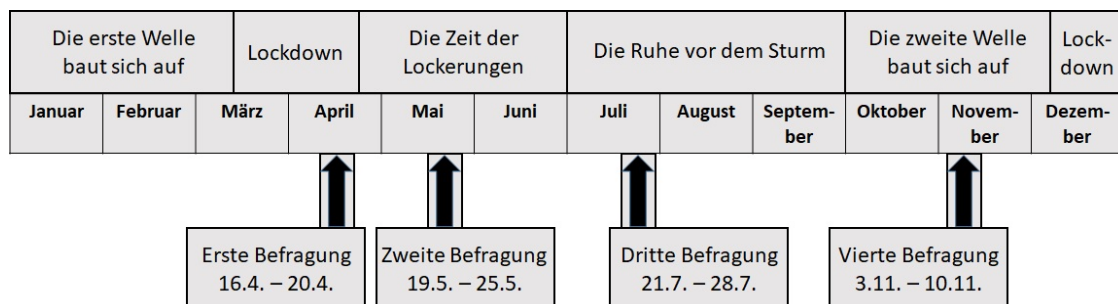 Die erste Welle
baut sich auf
Lockdown
Die Zeit der
Lockerungen
Die Ruhe vor dem Sturm
Die zweite Welle
baut sich auf
Lock-
down
Januar
Februar
März
April
Mai
Juni
Juli
August
Septem-
ber
Oktober
Novem-
ber
Dezem-
ber
Erste Befragung
16.4. – 20.4.
Zweite Befragung
19.5. – 25.5.
Dritte Befragung
21.7. – 28.7.
Vierte Befragung
3.11. – 10.11.